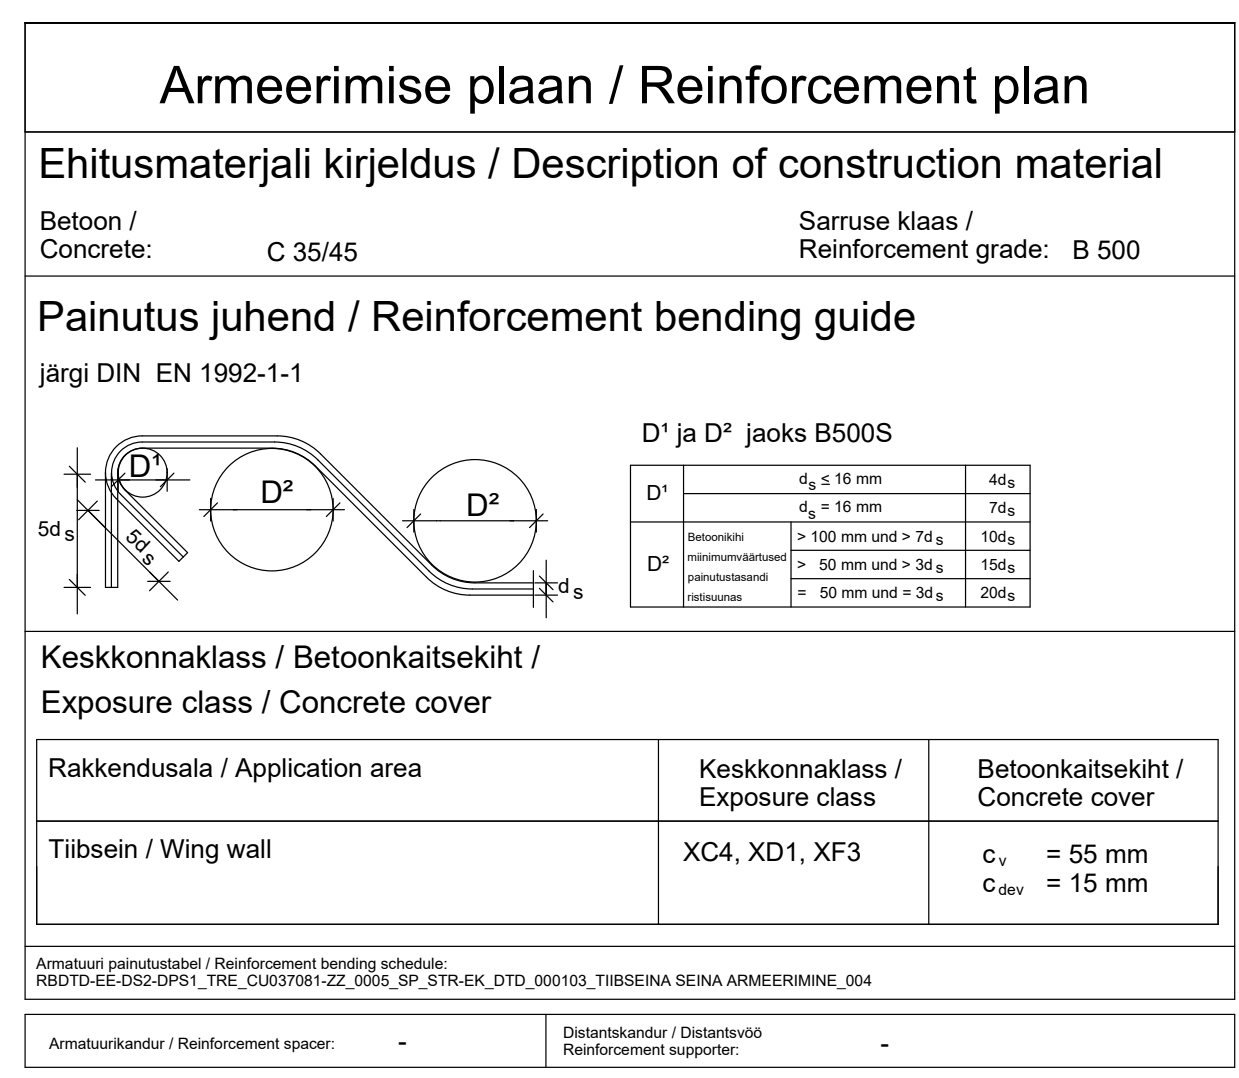 Armeerimise plaan / Reinforcement plan
Ehitusmaterjali kirjeldus / Description of construction material
Betoon /
Concrete: C 35/45
Sarruse klaas /
Reinforcement grade: B 500
Painutus juhend / Reinforcement bending guide
järgi DIN EN 1992-1-1
D¹
D²
D²
5ds
5ds
ds
D¹ ja D² jaoks B500S
D¹
ds ≤ 16 mm 4ds
ds = 16 mm 7ds
D²
Betoonikihi
miinimumväärtused
painutustasandi
ristisuunas
> 100 mm und > 7ds 10ds
> 50 mm und > 3ds 15ds
= 50 mm und = 3ds 20ds
Keskkonnaklass / Betoonkaitsekiht /
Exposure class / Concrete cover
Rakkendusala / Application area
Keskkonnaklass /
Exposure class
Betoonkaitsekiht /
Concrete cover
Tiibsein / Wing wall
XC4, XD1, XF3
cv = 55 mm
cdev = 15 mm
Armatuuri painutustabel / Reinforcement bending schedule:
RBDTD-EE-DS2-DPS1_TRE_CU037081-ZZ_0005_SP_STR-EK_DTD_000103_TIIBSEINA SEINA ARMEERIMINE_004
Armatuurikandur / Reinforcement spacer: -
Distantskandur / Distantsvöö
Reinforcement supporter: -